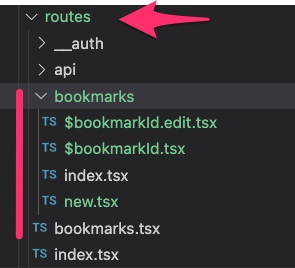 routes
__auth
api
bookmarks
TS $bookmarkId.edit.tsx
TS $bookmarkId.tsx
TS index.tsx
TS new.tsx
TS bookmarks.tsx
TS index.tsx